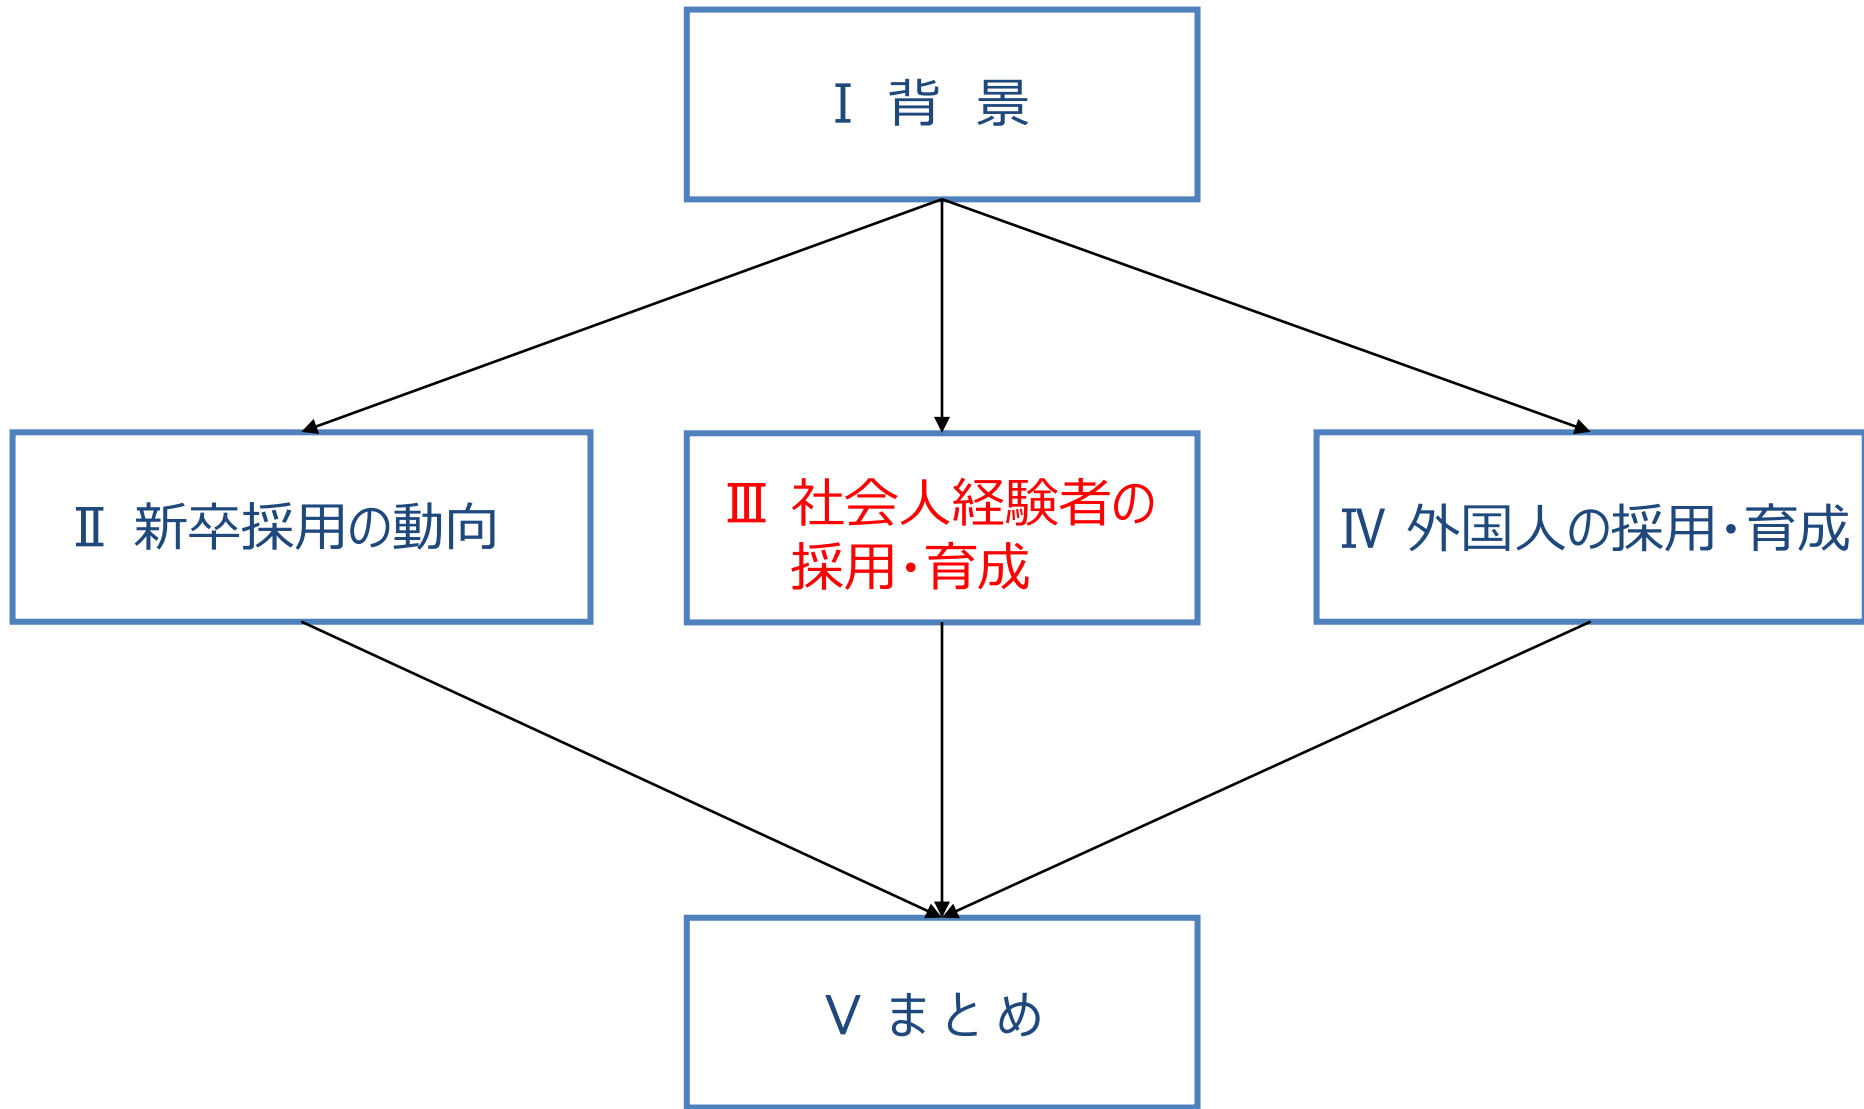 Ⅰ 背 景
Ⅱ 新卒採用の動向
Ⅲ 社会人経験者の
採用・育成
Ⅳ 外国人の採用・育成
Ⅴ まとめ